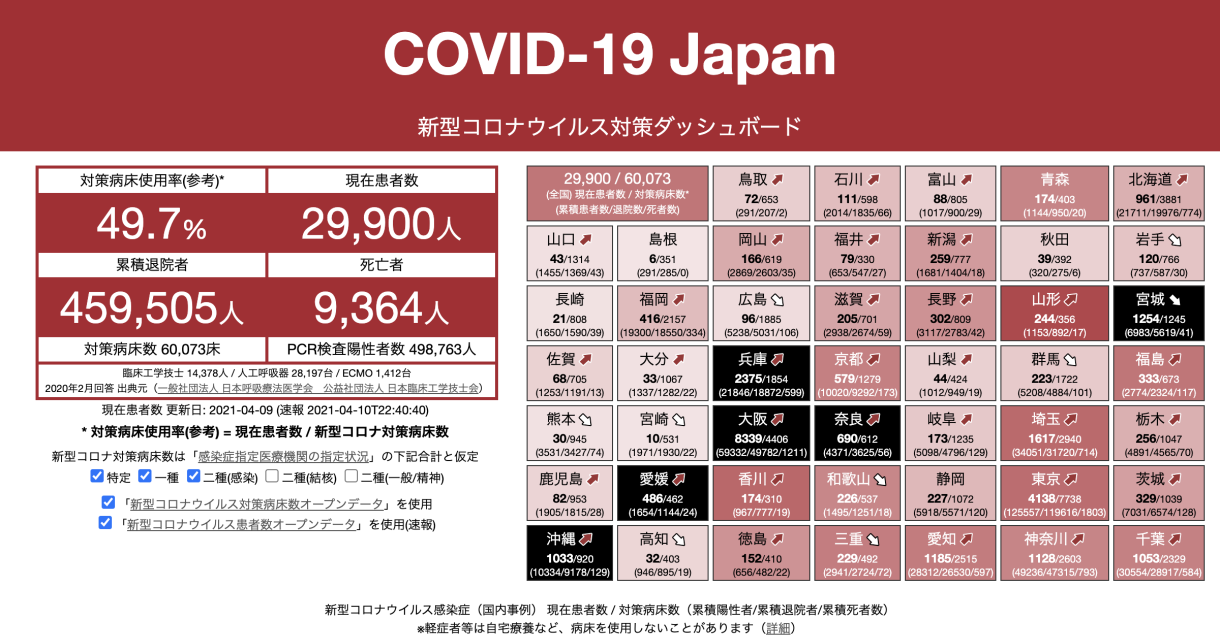 COVID-19 Japan
新型コロナウイルス対策ダッシュボード
対策病床使用率(参考)*
現在患者数
49.7%
29,900人
累積退院者
死亡者
459,505人
9,364人
対策病床数 60,073床
PCR検査陽性者数 498,763人
臨床工学技士 14,378人 / 人工呼吸器 28,197台 / ECMO 1,412台
2020年2月回答 出典元（一般社団法人 日本呼吸療法医学会　公益社団法人 日本臨床工学技士会）
現在患者数 更新日: 2021-04-09 (速報 2021-04-10T22:40:40)
* 対策病床使用率(参考) = 現在患者数 / 新型コロナ対策病床数
新型コロナ対策病床数は「感染症指定医療機関の指定状況」の下記合計と仮定
特定 一種 二種(感染) 二種(結核) 二種(一般/精神)
「新型コロナウイルス対策病床数オープンデータ」を使用
「新型コロナウイルス患者数オープンデータ」を使用(速報)
29,900 / 60,073
(全国) 現在患者数 / 対策病床数*
(累積患者数/退院数/死者数)
鳥取
72/653
(291/207/2)
石川
111/598
(2014/1835/66)
富山
88/805
(1017/900/29)
青森
174/403
(1144/950/20)
北海道
961/3881
(21711/19976/774)
山口
43/1314
(1455/1369/43)
島根
6/351
(291/285/0)
岡山
166/619
(2869/2603/35)
福井
79/330
(653/547/27)
新潟
259/777
(1681/1404/18)
秋田
39/392
(320/275/6)
岩手
120/766
(737/587/30)
長崎
21/808
(1650/1590/39)
福岡
416/2157
(19300/18550/334)
広島
96/1885
(5238/5031/106)
滋賀
205/701
(2938/2674/59)
長野
302/809
(3117/2783/42)
山形
244/356
(1153/892/17)
宮城
1254/1245
(6983/5619/41)
佐賀
68/705
(1253/1191/13)
大分
33/1067
(1337/1282/22)
兵庫
2375/1854
(21846/18872/599)
京都
579/1279
(10020/9292/173)
山梨
44/424
(1012/949/19)
群馬
223/1722
(5208/4884/101)
福島
333/673
(2774/2324/117)
熊本
30/945
(3531/3427/74)
宮崎
10/531
(1971/1930/22)
大阪
8339/4406
(59332/49782/1211)
奈良
690/612
(4371/3625/56)
岐阜
173/1235
(5098/4796/129)
埼玉
1617/2940
(34051/31720/714)
栃木
256/1047
(4891/4565/70)
鹿児島
82/953
(1905/1815/28)
愛媛
486/462
(1654/1144/24)
香川
174/310
(967/777/19)
和歌山
226/537
(1495/1251/18)
静岡
227/1072
(5918/5571/120)
東京
4138/7738
(125557/119616/1803)
茨城
329/1039
(7031/6574/128)
沖縄
1033/920
(10334/9178/129)
高知
32/403
(946/895/19)
徳島
152/410
(656/482/22)
三重
229/492
(2941/2724/72)
愛知
1185/2515
(28312/26530/597)
神奈川
1128/2603
(49236/47315/793)
千葉
1053/2329
(30554/28917/584)
新型コロナウイルス感染症（国内事例） 現在患者数 / 対策病床数（累積陽性者/累積退院者/累積死者数）
※軽症者等は自宅療養など、病床を使用しないことがあります（詳細）